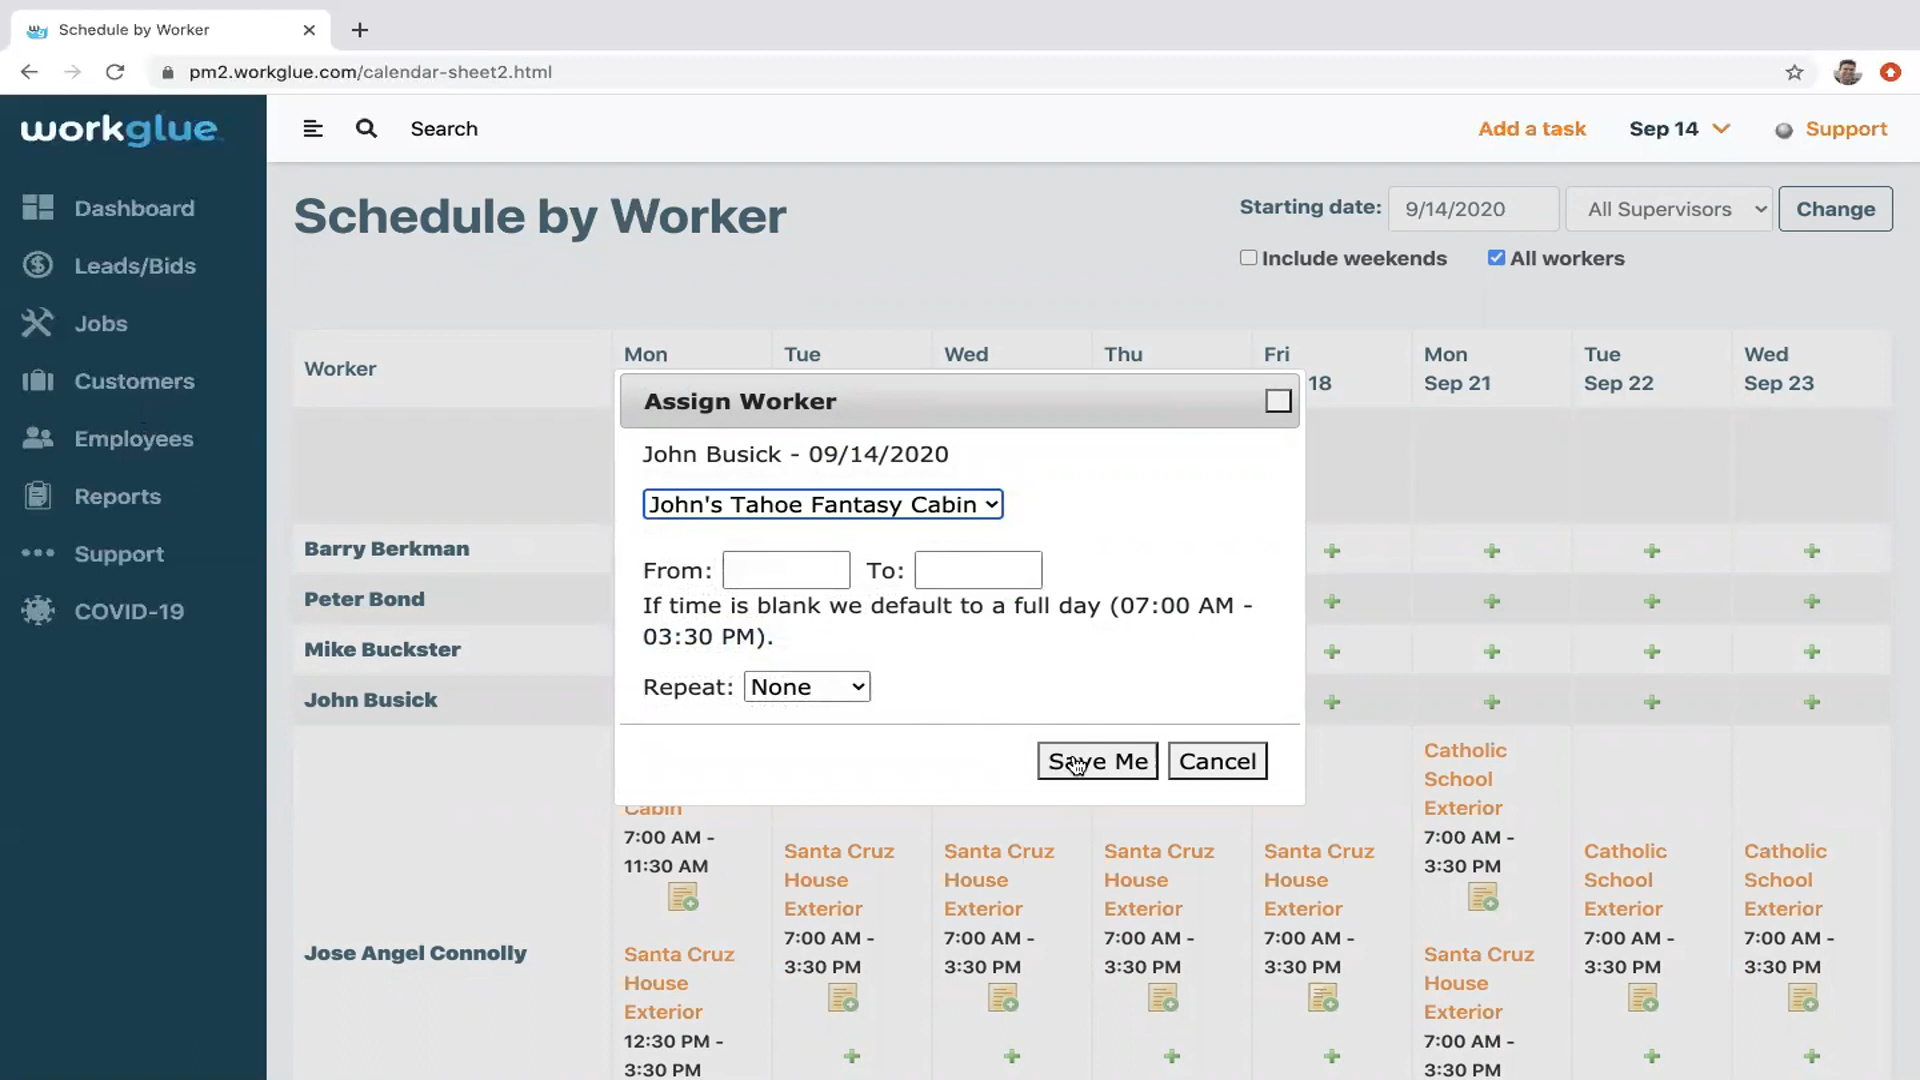 Schedule by Worker
pm2.workglue.com/calendar-sheet2.html
workglue
Search
Add a task
Sep 14
Support
Dashboard
Leads/Bids
Jobs
Customers
Employees
Reports
Support
COVID-19
Schedule by Worker
Starting date:
9/14/2020
All Supervisors
Change
Include weekends
All workers
Worker
Mon
Tue
Wed
Thu
Fri
18
Mon
Sep 21
Tue
Sep 22
Wed
Sep 23
Barry Berkman
Peter Bond
Mike Buckster
John Busick
Jose Angel Connolly
Assign Worker
John Busick - 09/14/2020
John's Tahoe Fantasy Cabin
From:
To:
If time is blank we default to a full day (07:00 AM -
03:30 PM).
Repeat: None
Save Me
Cancel
Cabin
7:00 AM -
11:30 AM
Santa Cruz
House
Exterior
12:30 PM -
3:30 PM
Santa Cruz
House
Exterior
7:00 AM -
3:30 PM
Santa Cruz
House
Exterior
7:00 AM -
3:30 PM
Santa Cruz
House
Exterior
7:00 AM -
3:30 PM
Santa Cruz
House
Exterior
7:00 AM -
3:30 PM
Catholic
School
Exterior
7:00 AM -
3:30 PM
Santa Cruz
House
Exterior
7:00 AM -
3:30 PM
Catholic
School
Exterior
7:00 AM -
3:30 PM
Catholic
School
Exterior
7:00 AM -
3:30 PM